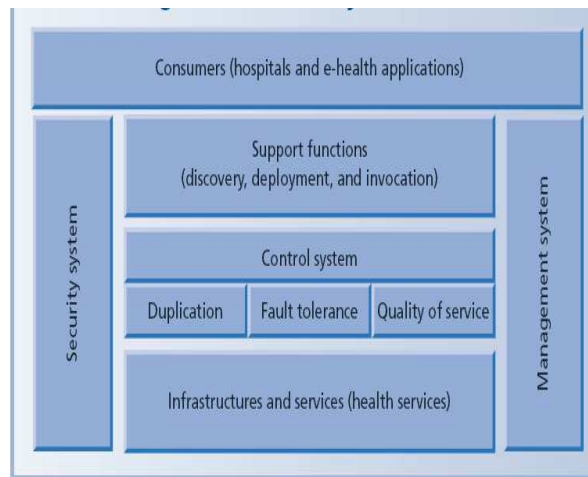 Consumers (hospitals and e-health applications)
Security system
Support functions
(discovery, deployment, and invocation)
Control system
Duplication
Fault tolerance
Quality of service
Infrastructures and services (health services)
Management system